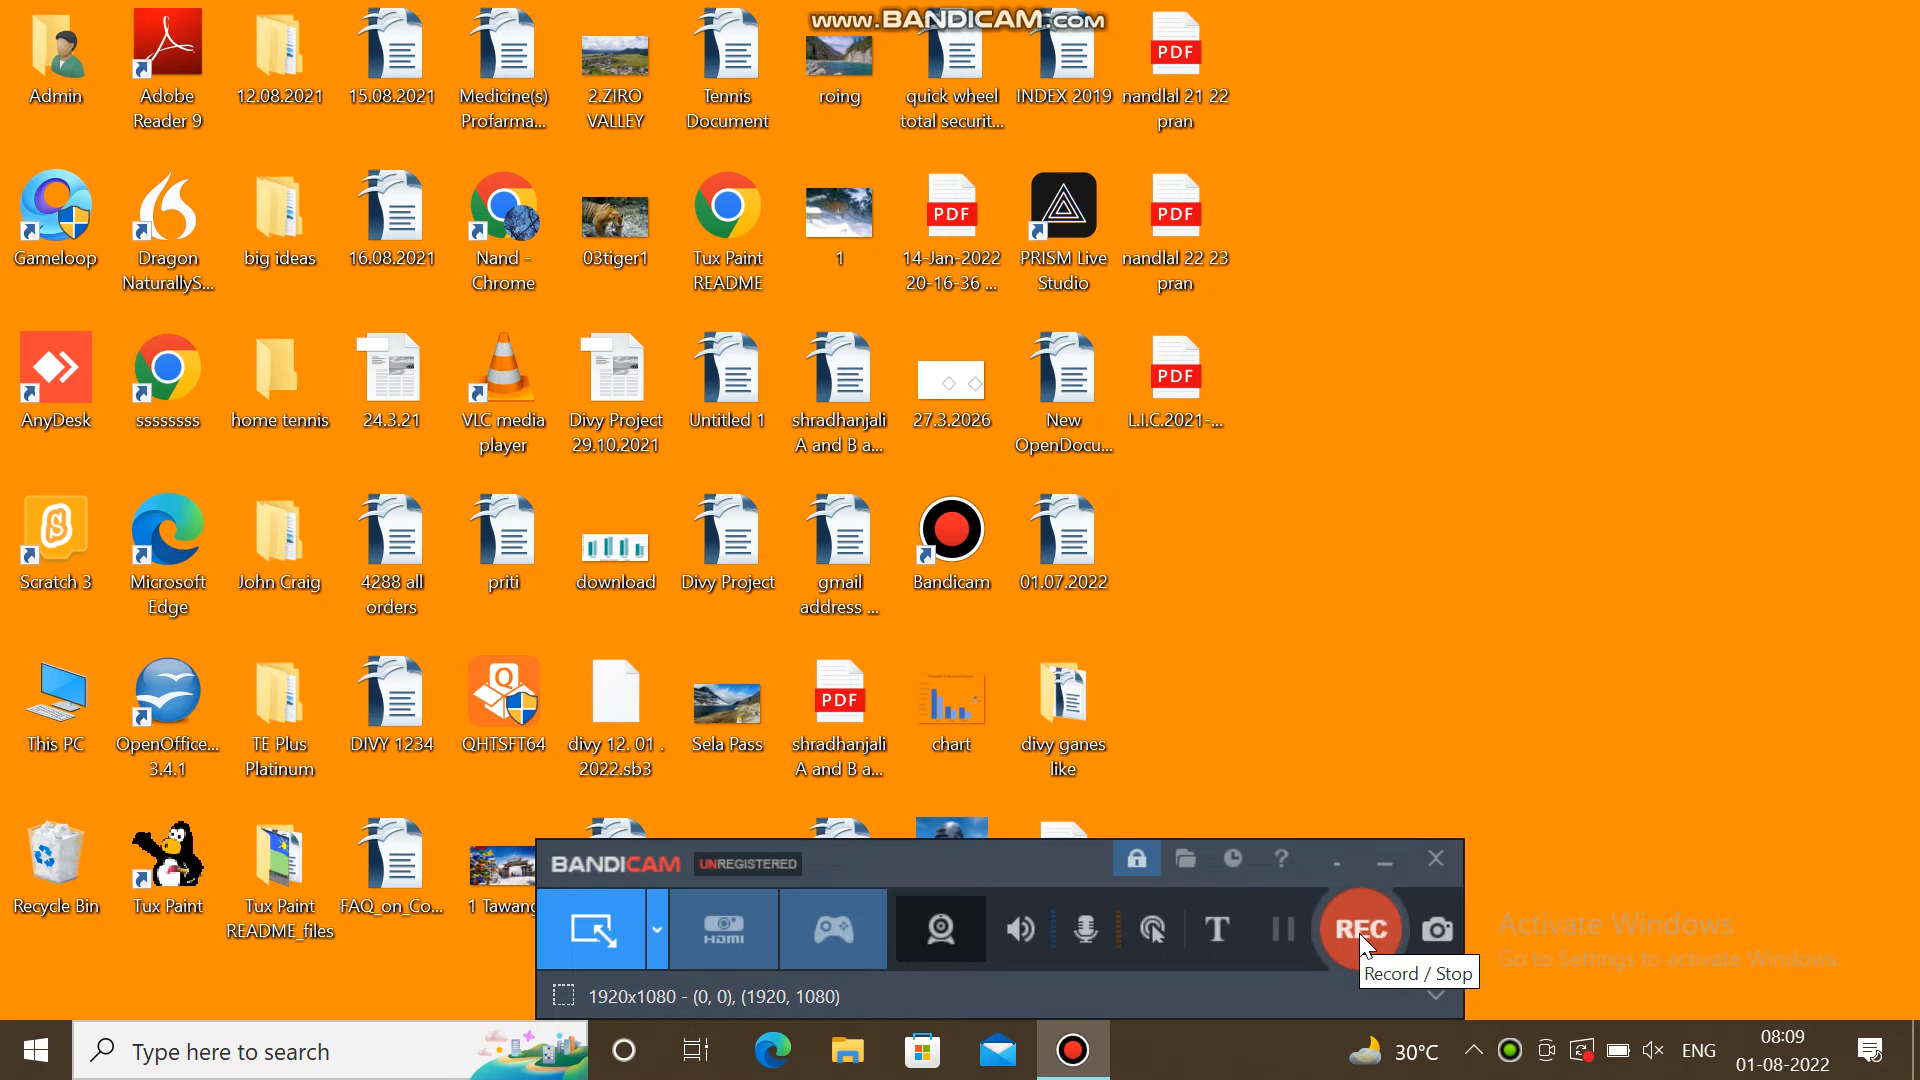 www.BANDICAM.com
Admin
Adobe
Reader 9
12.08.2021
15.08.2021
Medicine(s)
Profarma...
2.ZIRO
VALLEY
Tennis
Document
roing
quick wheel
total securit...
INDEX 2019
nandlal 21 22
pran
PDF
Gameloop
Dragon
NaturallyS...
big ideas
16.08.2021
Nand -
Chrome
03tiger1
Tux Paint
README
1
14-Jan-2022
20-16-36 ...
PDF
PRISM Live
Studio
nandlal 22 23
pran
PDF
AnyDesk
ssssssss
home tennis
24.3.21
VLC media
player
Divy Project
29.10.2021
Untitled 1
shradhanjali
A and B a...
27.3.2026
New
OpenDocu...
L.I.C.2021-...
PDF
Scratch 3
Microsoft
Edge
John Craig
4288 all
orders
priti
download
Divy Project
gmail
address ...
Bandicam
01.07.2022
This PC
OpenOffice...
3.4.1
TE Plus
Platinum
DIVY 1234
QHTSFT64
divy 12. 01 .
2022.sb3
Sela Pass
shradhanjali
A and B a...
PDF
chart
divy ganes
like
Recycle Bin
Tux Paint
Tux Paint
README_files
FAQ_on_Co...
1 Tawang
BANDICAM UNREGISTERED
HDMI
T
REC
Record / Stop
1920x1080 - (0, 0), (1920, 1080)
Activate Windows
Go to Settings to activate Windows.
Type here to search
30°C
ENG
08:09
01-08-2022